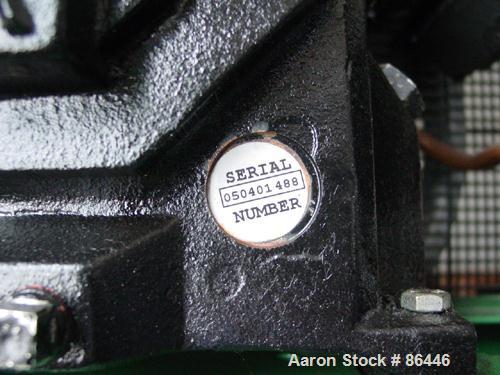 SERIAL
050401488
NUMBER
Aaron Stock # 86446